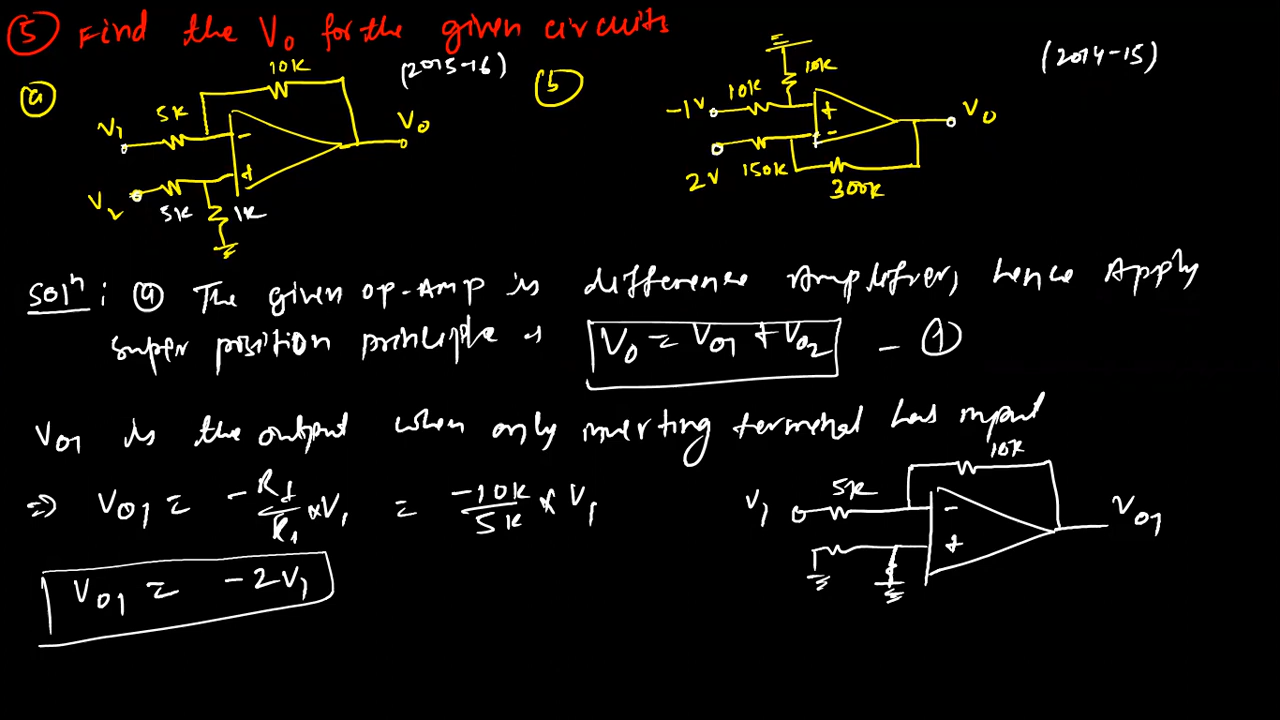 ⑤ Find the V₀ for the given circuits
ⓐ (2015-16) ⓑ (2014-15)
10K 10K
5K 10K
V₁ - V₀ -1V + V₀
V₂ + 2V -
5K 1K 150K 300K
Solⁿ: ⓐ The given OP-Amp is difference Amplifier, hence Apply
super position principle
V₀ = V₀₁ + V₀₂ - ①
V₀₁ is the output when only inverting terminal has input
⇒ V₀₁ = -Rf/R₁ × V₁ = -10K/5K × V₁
10K
5K
V₁ - V₀₁
+
V₀₁ = -2V₁